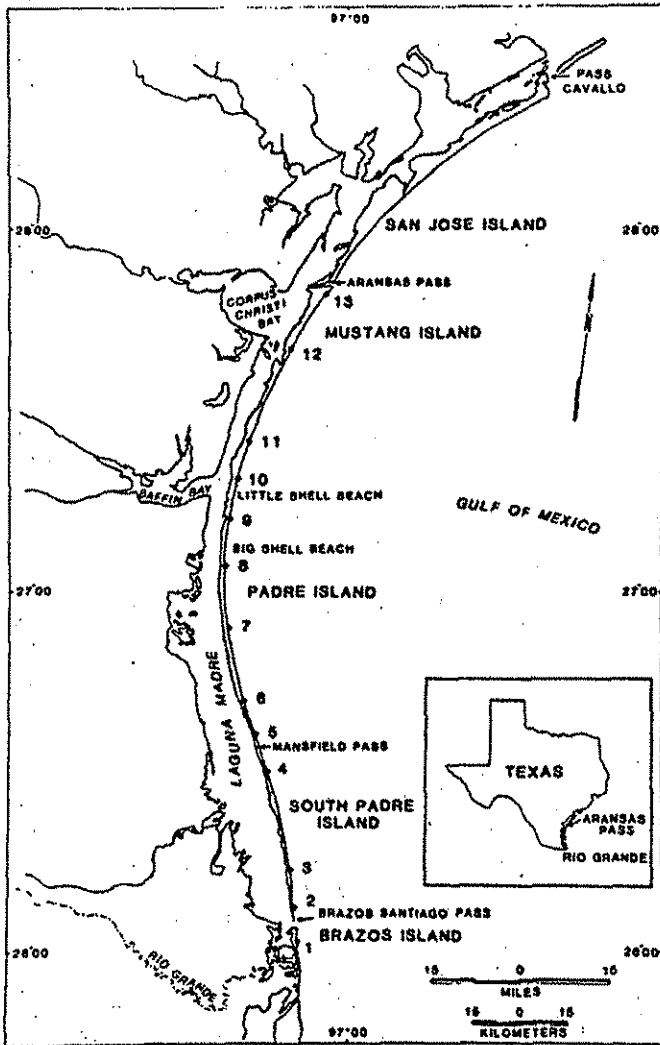 97°00
PASS
CAVALLO
SAN JOSE ISLAND
28°00
28°00
ARANSAS PASS
CORPUS
CHRISTI
BAY
13
MUSTANG ISLAND
12
11
10
BAFFIN BAY
LITTLE SHELL BEACH
9
GULF OF MEXICO
BIG SHELL BEACH
8
27°00
PADRE ISLAND
27°00
7
LAGUNA MADRE
6
5
MANSFIELD PASS
4
TEXAS
SOUTH PADRE
ISLAND
ARANSAS
PASS
RIO GRANDE
3
2
BRAZOS SANTIAGO PASS
BRAZOS ISLAND
1
RIO GRANDE
26°00
26°00
15 0 15
MILES
15 0 15
KILOMETERS
97°00